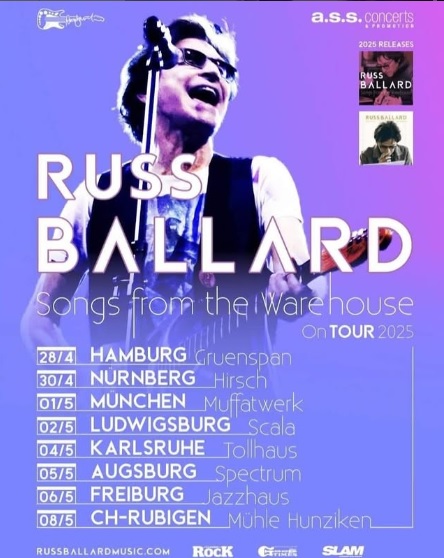 a.s.s. concerts
& PROMOTION
2025 RELEASES
RUSS
BALLARD
RUSS BALLARD
RUSS
BALLARD
Songs from the Warehouse
On TOUR 2025
28/4 HAMBURG Gruenspan
30/4 NÜRNBERG Hirsch
01/5 MÜNCHEN Muffatwerk
02/5 LUDWIGSBURG Scala
04/5 KARLSRUHE Tollhaus
05/5 AUGSBURG Spectrum
06/5 FREIBURG Jazzhaus
08/5 CH-RUBIGEN Mühle Hunziken
RUSSBALLARDMUSIC.COM
ROCK
TIMES
SLAM